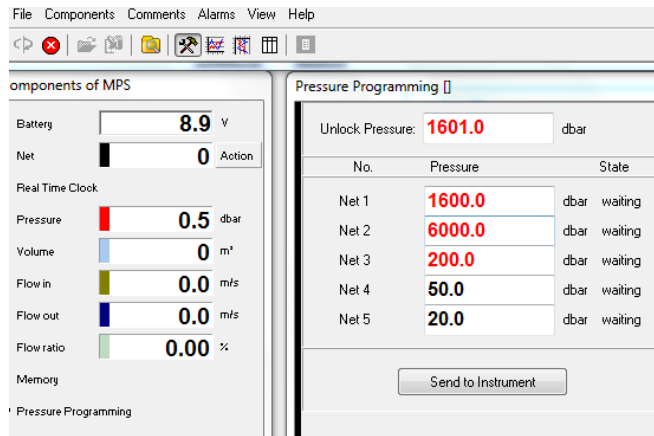 File Components Comments Alarms View Help
omponents of MPS
Battery 8.9 V
Net 0 Action
Real Time Clock
Pressure 0.5 dbar
Volume 0 m³
Flow in 0.0 m/s
Flow out 0.0 m/s
Flow ratio 0.00 %
Memory
Pressure Programming
Pressure Programming []
Unlock Pressure: 1601.0 dbar
No. Pressure State
Net 1 1600.0 dbar waiting
Net 2 6000.0 dbar waiting
Net 3 200.0 dbar waiting
Net 4 50.0 dbar waiting
Net 5 20.0 dbar waiting
Send to Instrument